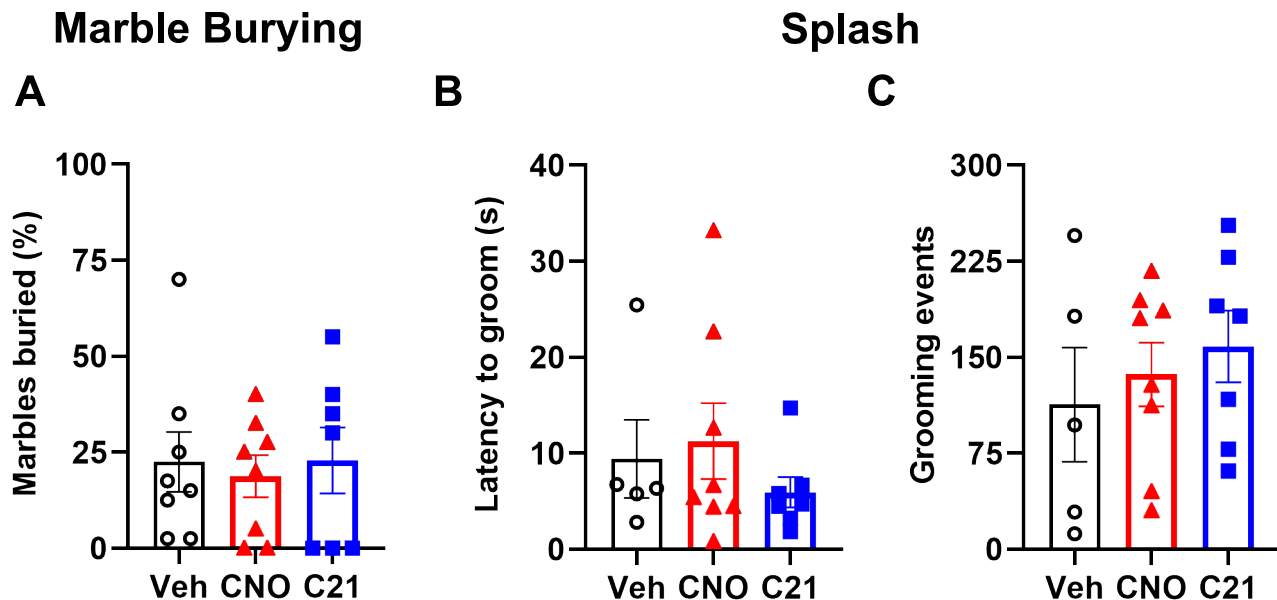 Marble Burying
Splash
A
B
C
Marbles buried (%)
100
75
50
25
0
Veh CNO C21
Latency to groom (s)
40
30
20
10
0
Veh CNO C21
Grooming events
300
225
150
75
0
Veh CNO C21